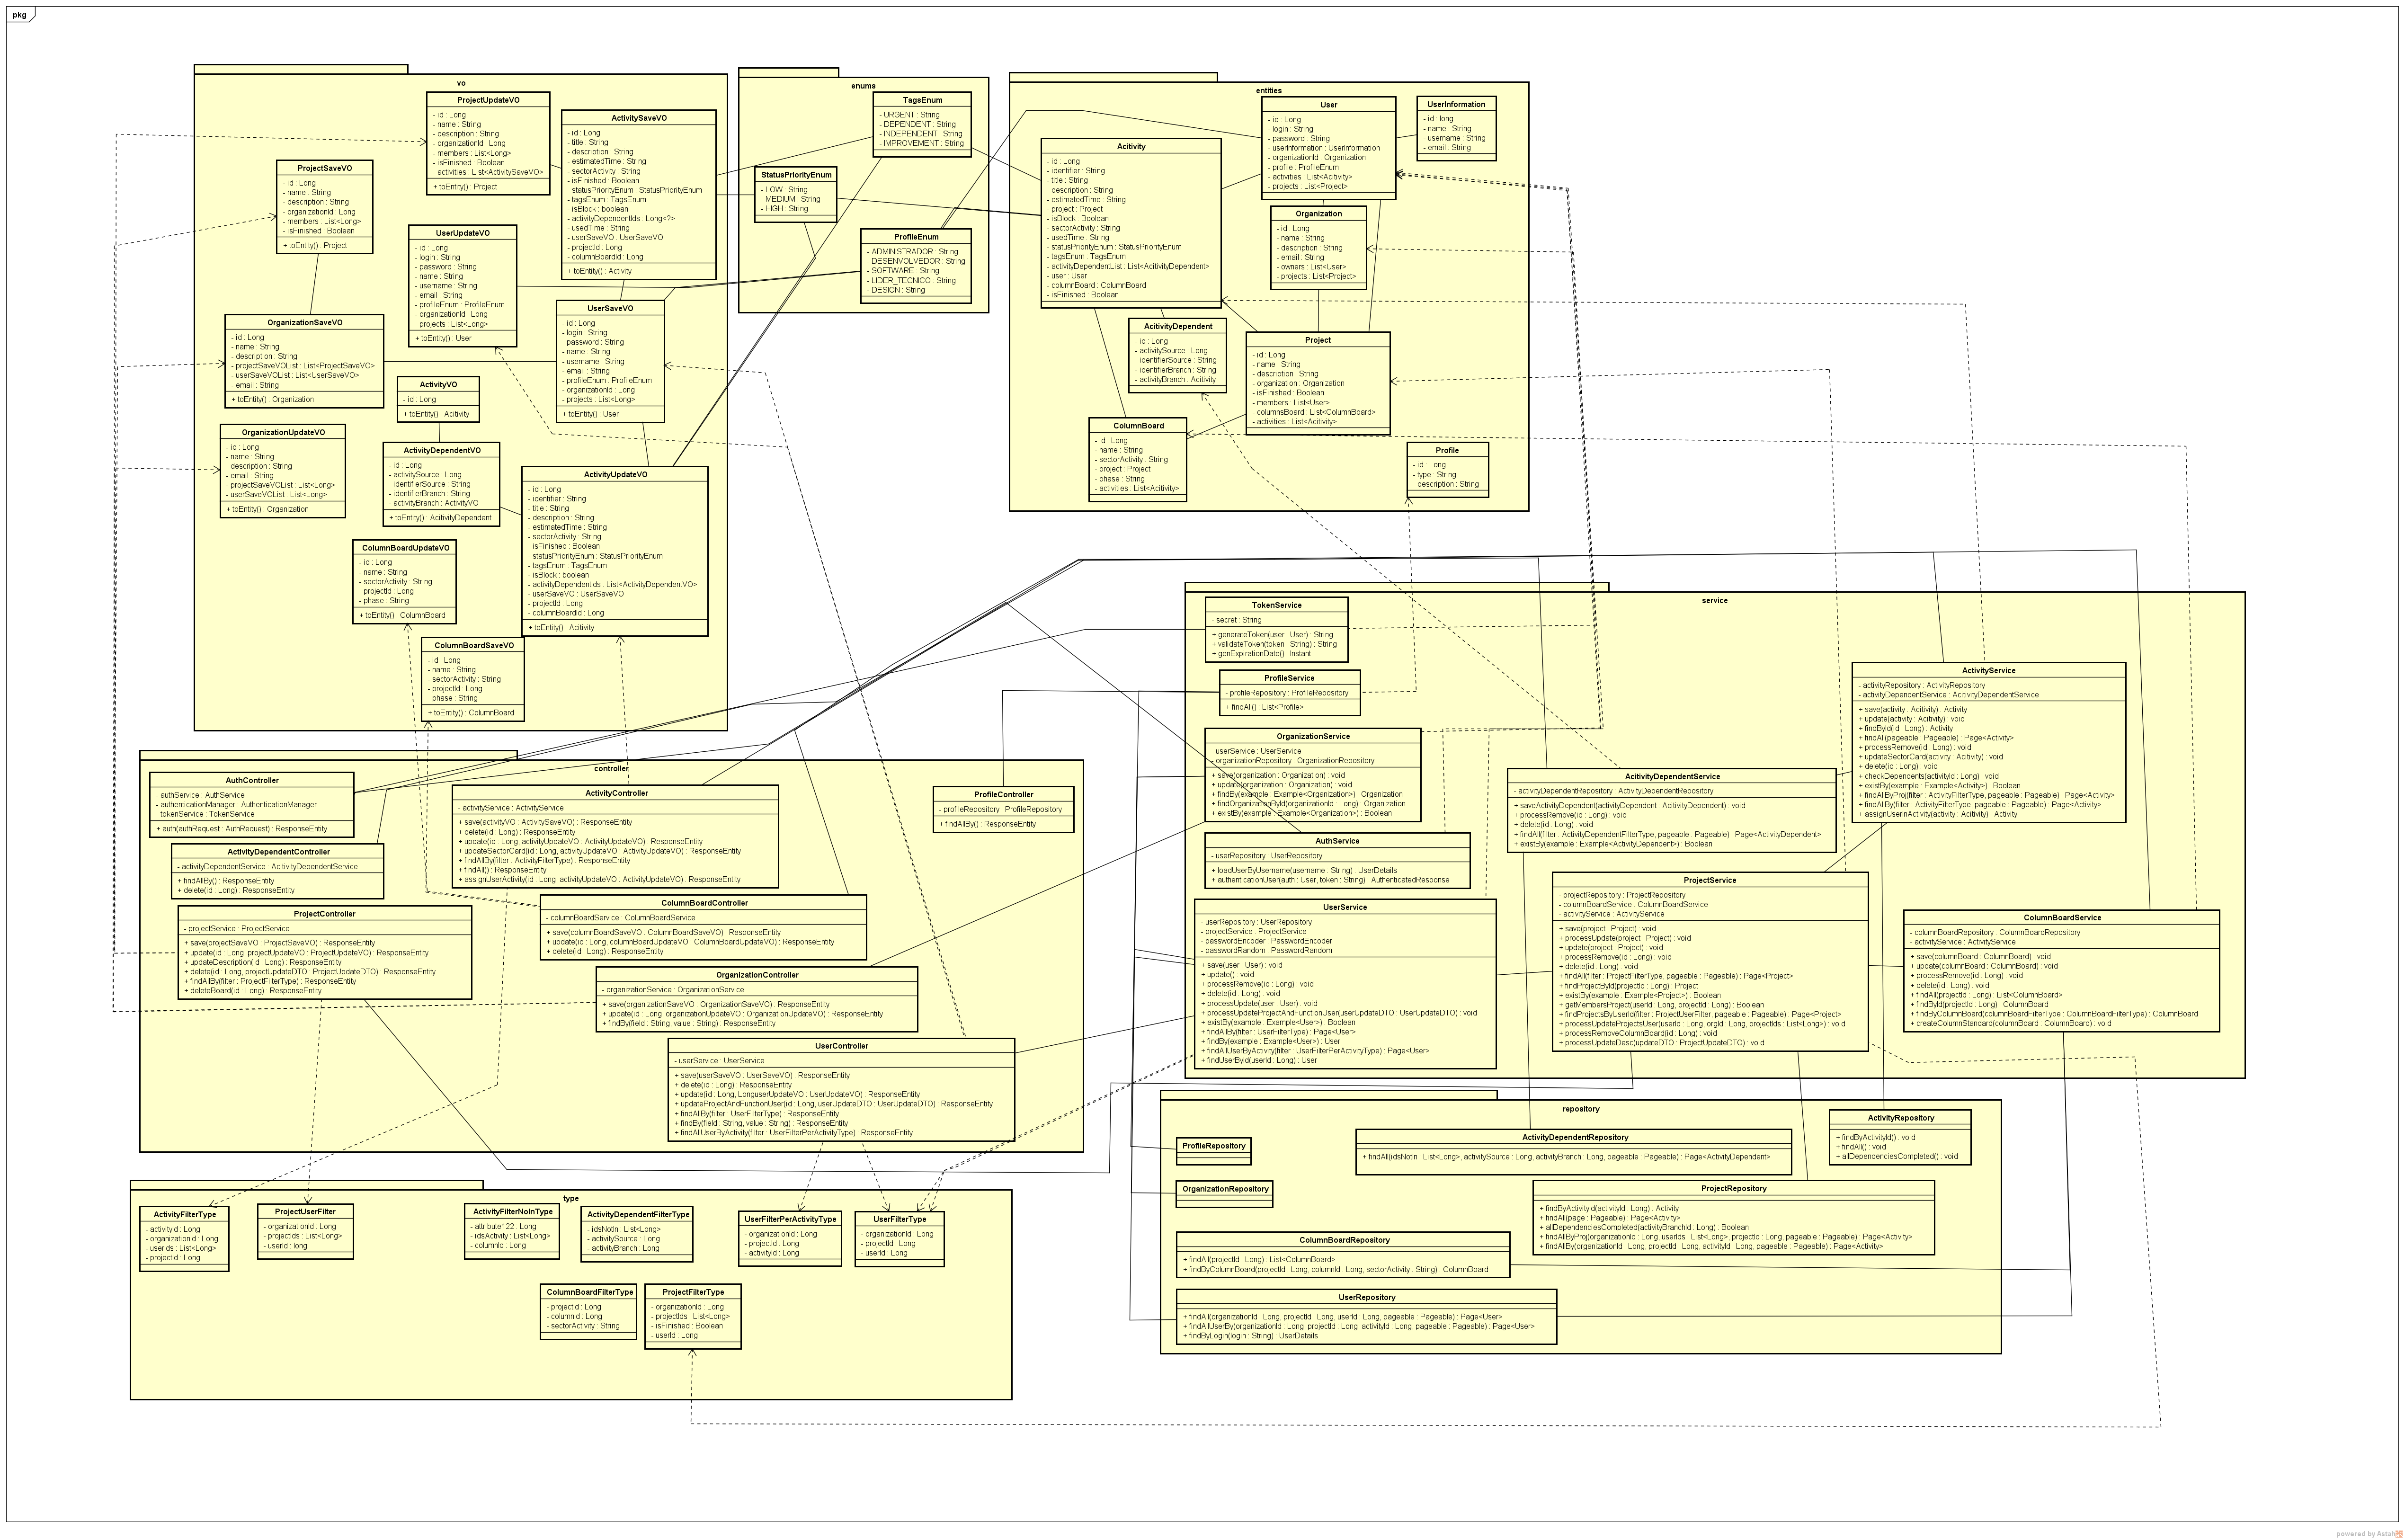 pkg
vo
ProjectUpdateVO
- id : Long
- name : String
- description : String
- organizationId : Long
- members : List<Long>
- isFinished : Boolean
- activities : List<ActivitySaveVO>
+ toEntity() : Project
ActivitySaveVO
- id : Long
- title : String
- description : String
- estimatedTime : String
- sectorActivity : String
- isFinished : Boolean
- statusPriorityEnum : StatusPriorityEnum
- tagsEnum : TagsEnum
- isBlock : boolean
- activityDependentIds : Long<?>
- usedTime : String
- userSaveVO : UserSaveVO
- projectId : Long
- columnBoardId : Long
+ toEntity() : Activity
ProjectSaveVO
- id : Long
- name : String
- description : String
- organizationId : Long
- members : List<Long>
- isFinished : Boolean
+ toEntity() : Project
UserUpdateVO
- id : Long
- login : String
- password : String
- name : String
- username : String
- email : String
- profileEnum : ProfileEnum
- organizationId : Long
- projects : List<Long>
+ toEntity() : User
UserSaveVO
- id : Long
- login : String
- password : String
- name : String
- username : String
- email : String
- profileEnum : ProfileEnum
- organizationId : Long
- projects : List<Long>
+ toEntity() : User
OrganizationSaveVO
- id : Long
- name : String
- description : String
- projectSaveVOList : List<ProjectSaveVO>
- userSaveVOList : List<UserSaveVO>
- email : String
+ toEntity() : Organization
ActivityVO
- id : Long
+ toEntity() : Acitivity
OrganizationUpdateVO
- id : Long
- name : String
- description : String
- email : String
- projectSaveVOList : List<Long>
- userSaveVOList : List<Long>
+ toEntity() : Organization
ActivityDependentVO
- id : Long
- activitySource : Long
- identifierSource : String
- identifierBranch : String
- activityBranch : ActivityVO
+ toEntity() : AcitivityDependent
ActivityUpdateVO
- id : Long
- identifier : String
- title : String
- description : String
- estimatedTime : String
- sectorActivity : String
- isFinished : Boolean
- statusPriorityEnum : StatusPriorityEnum
- tagsEnum : TagsEnum
- isBlock : boolean
- activityDependentIds : List<ActivityDependentVO>
- userSaveVO : UserSaveVO
- projectId : Long
- columnBoardId : Long
+ toEntity() : Acitivity
ColumnBoardUpdateVO
- id : Long
- name : String
- sectorActivity : String
- projectId : Long
- phase : String
+ toEntity() : ColumnBoard
ColumnBoardSaveVO
- id : Long
- name : String
- sectorActivity : String
- projectId : Long
- phase : String
+ toEntity() : ColumnBoard
enums
TagsEnum
- URGENT : String
- DEPENDENT : String
- INDEPENDENT : String
- IMPROVEMENT : String
StatusPriorityEnum
- LOW : String
- MEDIUM : String
- HIGH : String
ProfileEnum
- ADMINISTRADOR : String
- DESENVOLVEDOR : String
- SOFTWARE : String
- LIDER_TECNICO : String
- DESIGN : String
entities
User
- id : Long
- login : String
- password : String
- userInformation : UserInformation
- organizationId : Organization
- profile : ProfileEnum
- activities : List<Acitivity>
- projects : List<Project>
UserInformation
- id : long
- name : String
- username : String
- email : String
Acitivity
- id : Long
- identifier : String
- title : String
- description : String
- estimatedTime : String
- project : Project
- isBlock : Boolean
- sectorActivity : String
- usedTime : String
- statusPriorityEnum : StatusPriorityEnum
- tagsEnum : TagsEnum
- activityDependentList : List<AcitivityDependent>
- user : User
- columnBoard : ColumnBoard
- isFinished : Boolean
Organization
- id : Long
- name : String
- description : String
- email : String
- owners : List<User>
- projects : List<Project>
AcitivityDependent
- id : Long
- activitySource : Long
- identifierSource : String
- identifierBranch : String
- activityBranch : Acitivity
Project
- id : Long
- name : String
- description : String
- organization : Organization
- isFinished : Boolean
- members : List<User>
- columnsBoard : List<ColumnBoard>
- activities : List<Acitivity>
ColumnBoard
- id : Long
- name : String
- sectorActivity : String
- project : Project
- phase : String
- activities : List<Acitivity>
Profile
- id : Long
- type : String
- description : String
service
TokenService
- secret : String
+ generateToken(user : User) : String
+ validateToken(token : String) : String
+ genExpirationDate() : Instant
ProfileService
- profileRepository : ProfileRepository
+ findAll() : List<Profile>
OrganizationService
- userService : UserService
- organizationRepository : OrganizationRepository
+ save(organization : Organization) : void
+ update(organization : Organization) : void
+ findBy(example : Example<Organization>) : Organization
+ findOrganizationById(organizationId : Long) : Organization
+ existBy(example : Example<Organization>) : Boolean
AuthService
- userRepository : UserRepository
+ loadUserByUsername(username : String) : UserDetails
+ authenticationUser(auth : User, token : String) : AuthenticatedResponse
UserService
- userRepository : UserRepository
- projectService : ProjectService
- passwordEncoder : PasswordEncoder
- passwordRandom : PasswordRandom
+ save(user : User) : void
+ update() : void
+ processRemove(id : Long) : void
+ delete(id : Long) : void
+ processUpdate(user : User) : void
+ processUpdateProjectAndFunctionUser(userUpdateDTO : UserUpdateDTO) : void
+ existBy(example : Example<User>) : Boolean
+ findAllBy(filter : UserFilterType) : Page<User>
+ findBy(example : Example<User>) : User
+ findAllUserByActivity(filter : UserFilterPerActivityType) : Page<User>
+ findUserById(userId : Long) : User
AcitivityDependentService
- activityDependentRepository : ActivityDependentRepository
+ saveActivityDependent(activityDependent : AcitivityDependent) : void
+ processRemove(id : Long) : void
+ delete(id : Long) : void
+ findAll(filter : ActivityDependentFilterType, pageable : Pageable) : Page<ActivityDependent>
+ existBy(example : Example<ActivityDependent>) : Boolean
ActivityService
- activityRepository : ActivityRepository
- activityDependentService : AcitivityDependentService
+ save(activity : Acitivity) : Activity
+ update(activity : Acitivity) : void
+ findById(id : Long) : Activity
+ findAll(pageable : Pageable) : Page<Activity>
+ processRemove(id : Long) : void
+ updateSectorCard(activity : Acitivity) : void
+ delete(id : Long) : void
+ checkDependents(activityId : Long) : void
+ existBy(example : Example<Activity>) : Boolean
+ findAllByProj(filter : ActivityFilterType, pageable : Pageable) : Page<Activity>
+ findAllBy(filter : ActivityFilterType, pageable : Pageable) : Page<Activity>
+ assignUserInActivity(activity : Acitivity) : Activity
ProjectService
- projectRepository : ProjectRepository
- columnBoardService : ColumnBoardService
- activityService : ActivityService
+ save(project : Project) : void
+ processUpdate(project : Project) : void
+ update(project : Project) : void
+ processRemove(id : Long) : void
+ delete(id : Long) : void
+ findAll(filter : ProjectFilterType, pageable : Pageable) : Page<Project>
+ findProjectById(id : Long) : Project
+ existBy(example : Example<Project>) : Boolean
+ getMembersProject(userId : Long, projectId : Long) : Boolean
+ findProjectsByUserId(filter : ProjectUserFilter, pageable : Pageable) : Page<Project>
+ processUpdateProjectsUser(userId : Long, orgId : Long, projectIds : List<Long>) : void
+ processRemoveColumnBoard(id : Long) : void
+ processUpdateDesc(updateDTO : ProjectUpdateDTO) : void
ColumnBoardService
- columnBoardRepository : ColumnBoardRepository
- activityService : ActivityService
+ save(columnBoard : ColumnBoard) : void
+ update(columnBoard : ColumnBoard) : void
+ processRemove(id : Long) : void
+ delete(id : Long) : void
+ findAll(projectId : Long) : List<ColumnBoard>
+ findById(projectId : Long) : ColumnBoard
+ findByColumnBoard(columnBoardFilterType : ColumnBoardFilterType) : ColumnBoard
+ createColumnStandard(columnBoard : ColumnBoard) : void
controller
AuthController
- authService : AuthService
- authenticationManager : AuthenticationManager
- tokenService : TokenService
+ auth(authRequest : AuthRequest) : ResponseEntity
ActivityController
- activityService : ActivityService
+ save(activityVO : ActivitySaveVO) : ResponseEntity
+ delete(id : Long) : ResponseEntity
+ update(id : Long, activityUpdateVO : ActivityUpdateVO) : ResponseEntity
+ updateSectorCard(id : Long, activityUpdateVO : ActivityUpdateVO) : ResponseEntity
+ findAllBy(filter : ActivityFilterType) : ResponseEntity
+ findAll() : ResponseEntity
+ assignUserActivity(id : Long, activityUpdateVO : ActivityUpdateVO) : ResponseEntity
ProfileController
- profileRepository : ProfileRepository
+ findAllBy() : ResponseEntity
ActivityDependentController
- activityDependentService : AcitivityDependentService
+ findAllBy() : ResponseEntity
+ delete(id : Long) : ResponseEntity
ProjectController
- projectService : ProjectService
+ save(projectSaveVO : ProjectSaveVO) : ResponseEntity
+ update(id : Long, projectUpdateVO : ProjectUpdateVO) : ResponseEntity
+ updateDescription(id : Long) : ResponseEntity
+ delete(id : Long, projectUpdateDTO : ProjectUpdateDTO) : ResponseEntity
+ findAllBy(filter : ProjectFilterType) : ResponseEntity
+ deleteBoard(id : Long) : ResponseEntity
ColumnBoardController
- columnBoardService : ColumnBoardService
+ save(columnBoardSaveVO : ColumnBoardSaveVO) : ResponseEntity
+ update(id : Long, columnBoardUpdateVO : ColumnBoardUpdateVO) : ResponseEntity
+ delete(id : Long) : ResponseEntity
OrganizationController
- organizationService : OrganizationService
+ save(organizationSaveVO : OrganizationSaveVO) : ResponseEntity
+ update(id : Long, organizationUpdateVO : OrganizationUpdateVO) : ResponseEntity
+ findBy(field : String, value : String) : ResponseEntity
UserController
- userService : UserService
+ save(userSaveVO : UserSaveVO) : ResponseEntity
+ delete(id : Long) : ResponseEntity
+ update(id : Long, LonguserUpdateVO : UserUpdateVO) : ResponseEntity
+ updateProjectAndFunctionUser(id : Long, userUpdateDTO : UserUpdateDTO) : ResponseEntity
+ findAllBy(filter : UserFilterType) : ResponseEntity
+ findBy(field : String, value : String) : ResponseEntity
+ findAllUserByActivity(filter : UserFilterPerActivityType) : ResponseEntity
repository
ProfileRepository
ActivityDependentRepository
+ findAll(idsNotIn : List<Long>, activitySource : Long, activityBranch : Long, pageable : Pageable) : Page<ActivityDependent>
ActivityRepository
+ findByActivityId() : void
+ findAll() : void
+ allDependenciesCompleted() : void
OrganizationRepository
ProjectRepository
+ findByActivityId(activityId : Long) : Activity
+ findAll(page : Pageable) : Page<Activity>
+ allDependenciesCompleted(activityBranchId : Long) : Boolean
+ findAllByProj(organizationId : Long, userIds : List<Long>, projectId : Long, pageable : Pageable) : Page<Activity>
+ findAllBy(organizationId : Long, projectId : Long, activityId : Long, pageable : Pageable) : Page<Activity>
ColumnBoardRepository
+ findAll(projectId : Long) : List<ColumnBoard>
+ findByColumnBoard(projectId : Long, columnId : Long, sectorActivity : String) : ColumnBoard
UserRepository
+ findAll(organizationId : Long, projectId : Long, userId : Long, pageable : Pageable) : Page<User>
+ findAllUserBy(organizationId : Long, projectId : Long, activityId : Long, pageable : Pageable) : Page<User>
+ findByLogin(login : String) : UserDetails
type
ActivityFilterType
- activityId : Long
- organizationId : Long
- userIds : List<Long>
- projectId : Long
ProjectUserFilter
- organizationId : Long
- projectIds : List<Long>
- userId : long
ActivityFilterNoInType
- attribute122 : Long
- idsActivity : List<Long>
- columnId : Long
ActivityDependentFilterType
- idsNotIn : List<Long>
- activitySource : Long
- activityBranch : Long
UserFilterPerActivityType
- organizationId : Long
- projectId : Long
- activityId : Long
UserFilterType
- organizationId : Long
- projectId : Long
- userId : Long
ColumnBoardFilterType
- projectId : Long
- columnId : Long
- sectorActivity : String
ProjectFilterType
- organizationId : Long
- projectIds : List<Long>
- isFinished : Boolean
- userId : Long
powered by Astah